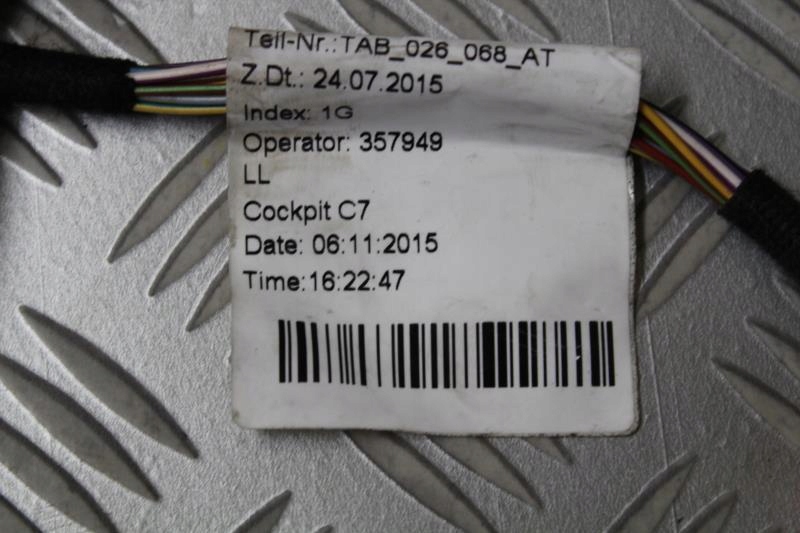 Teil-Nr.:TAB_026_068_AT
Z.Dt.: 24.07.2015
Index: 1G
Operator: 357949
LL
Cockpit C7
Date: 06:11:2015
Time:16:22:47